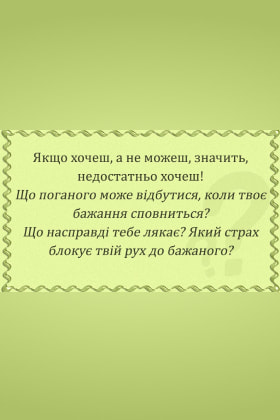 Якщо хочеш, а не можеш, значить,
недостатньо хочеш!
Що поганого може відбутися, коли твоє
бажання сповниться?
Що насправді тебе лякає? Який страх
блокує твій рух до бажаного?